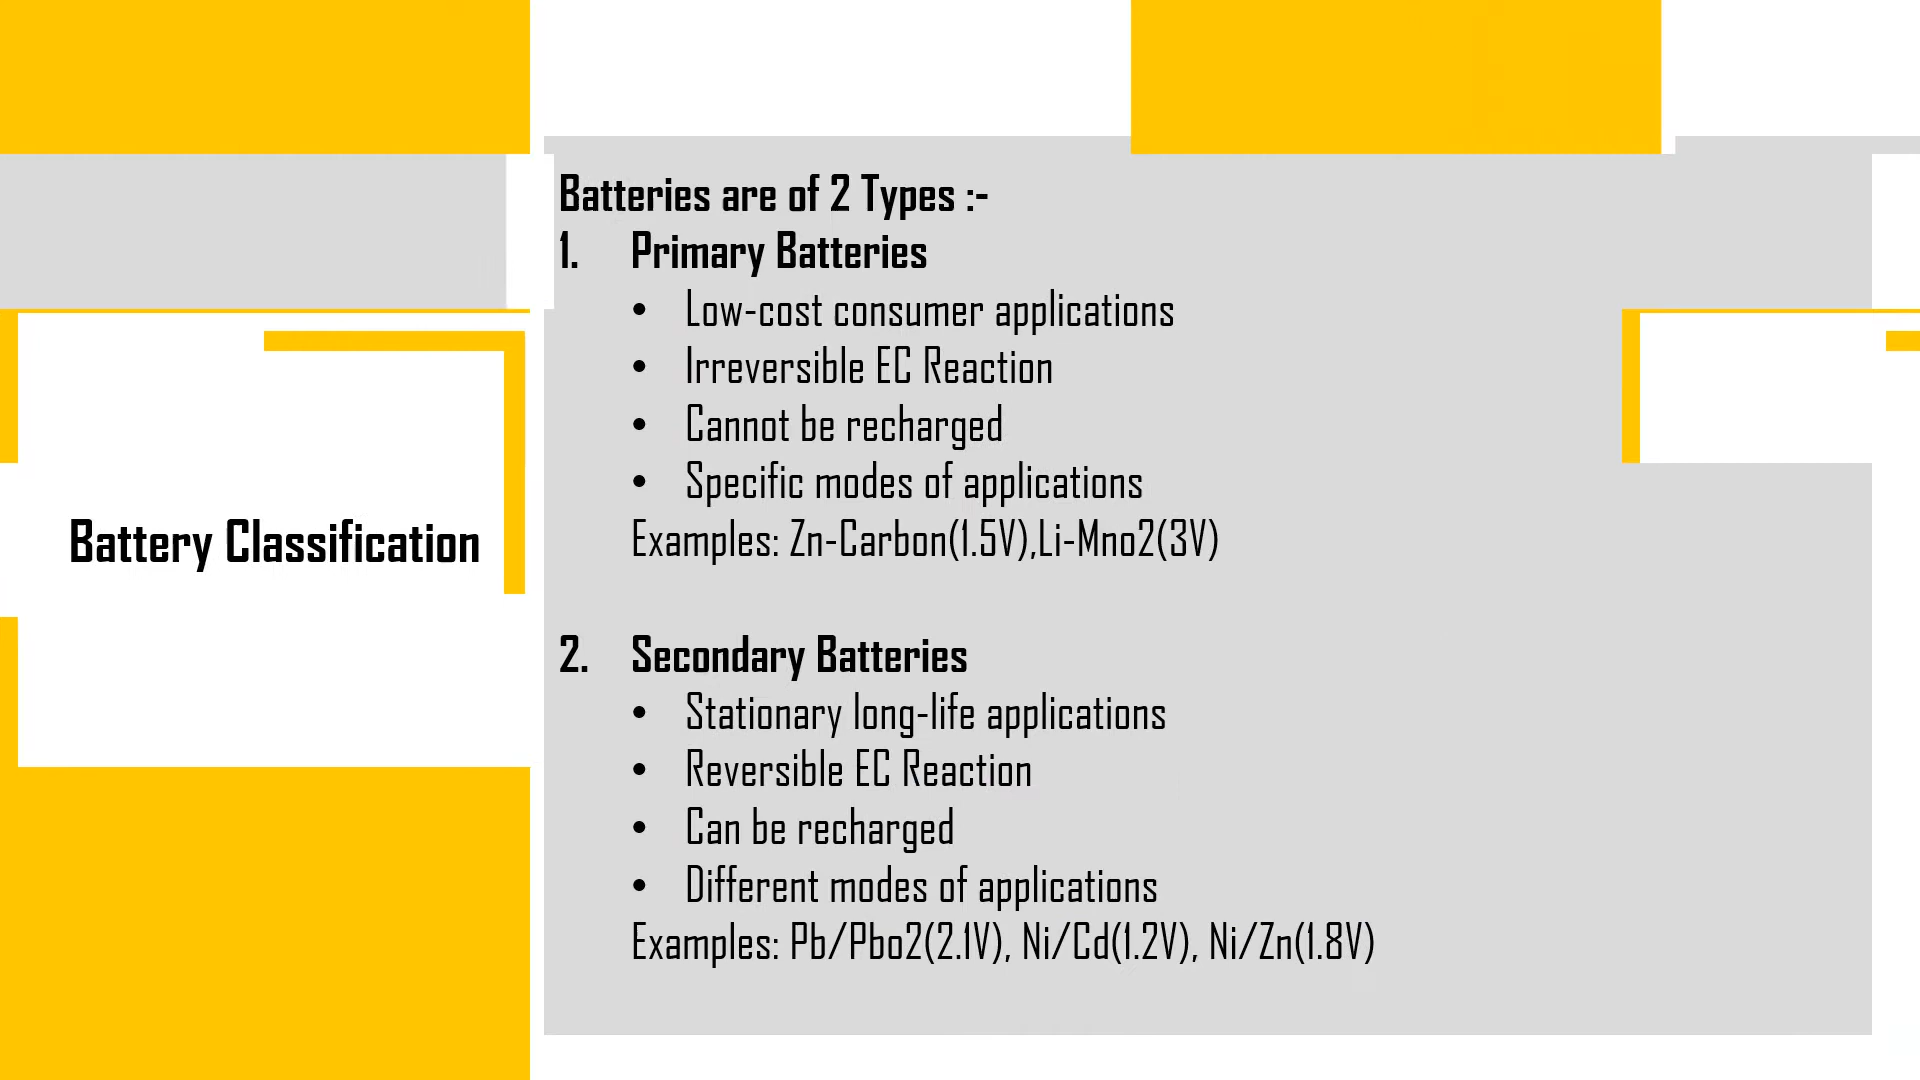 Battery Classification
Batteries are of 2 Types :-
1. Primary Batteries
• Low-cost consumer applications
• Irreversible EC Reaction
• Cannot be recharged
• Specific modes of applications
Examples: Zn-Carbon(1.5V),Li-Mno2(3V)
2. Secondary Batteries
• Stationary long-life applications
• Reversible EC Reaction
• Can be recharged
• Different modes of applications
Examples: Pb/Pbo2(2.1V), Ni/Cd(1.2V), Ni/Zn(1.8V)